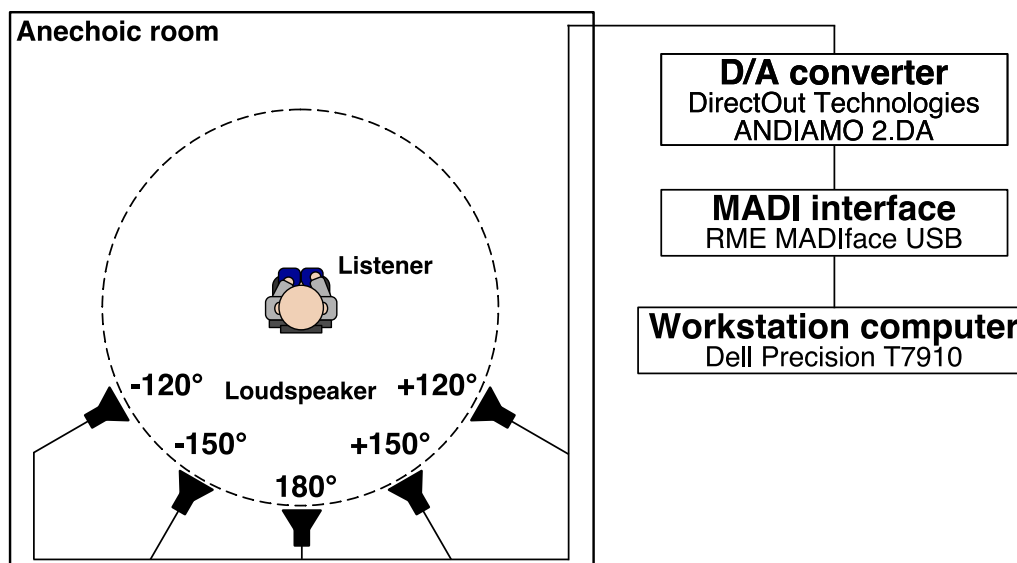 Anechoic room
D/A converter
DirectOut Technologies
ANDIAMO 2.DA
MADI interface
RME MADIface USB
Workstation computer
Dell Precision T7910
Listener
-120°
Loudspeaker
+120°
-150°
+150°
180°